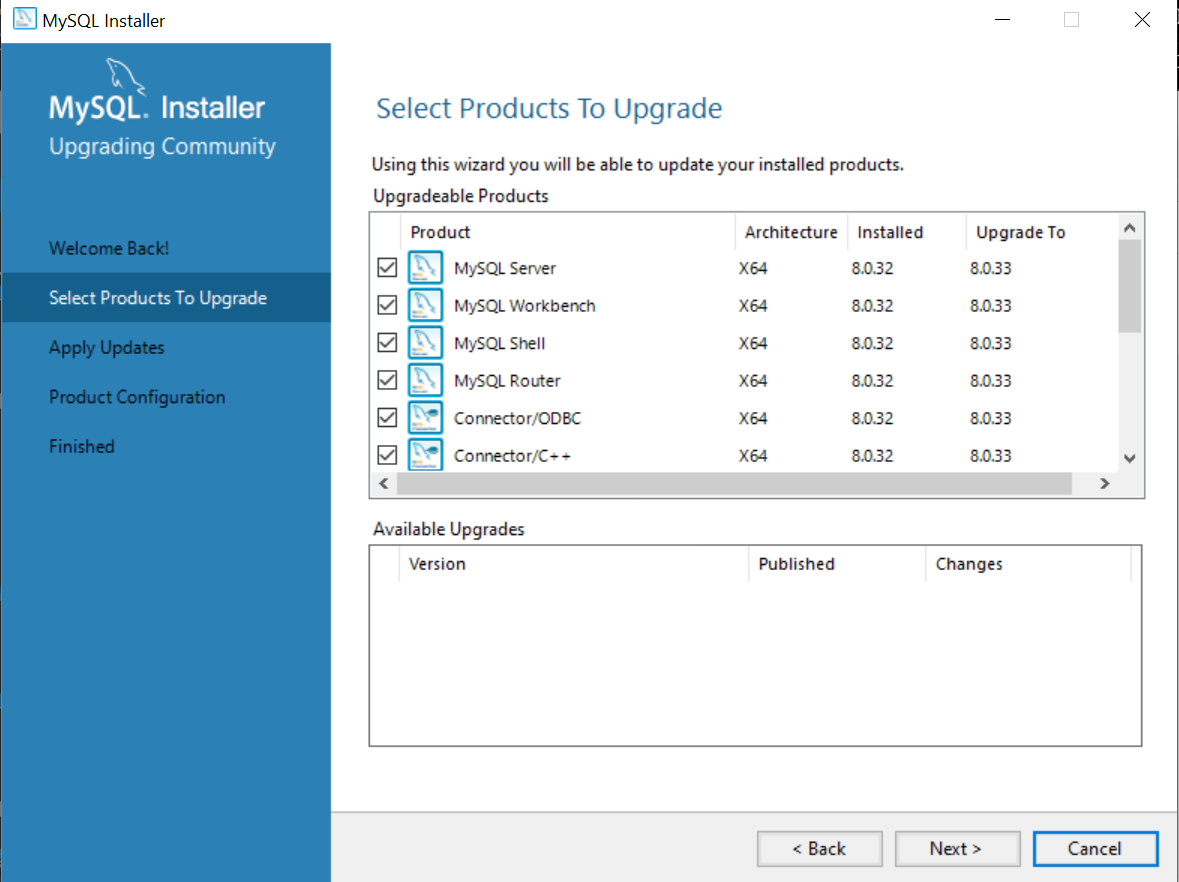 MySQL Installer
MySQL. Installer
Upgrading Community
Welcome Back!
Select Products To Upgrade
Apply Updates
Product Configuration
Finished
Select Products To Upgrade
Using this wizard you will be able to update your installed products.
Upgradeable Products
Product Architecture Installed Upgrade To
MySQL Server X64 8.0.32 8.0.33
MySQL Workbench X64 8.0.32 8.0.33
MySQL Shell X64 8.0.32 8.0.33
MySQL Router X64 8.0.32 8.0.33
Connector/ODBC X64 8.0.32 8.0.33
Connector/C++ X64 8.0.32 8.0.33
Available Upgrades
Version Published Changes
< Back Next > Cancel